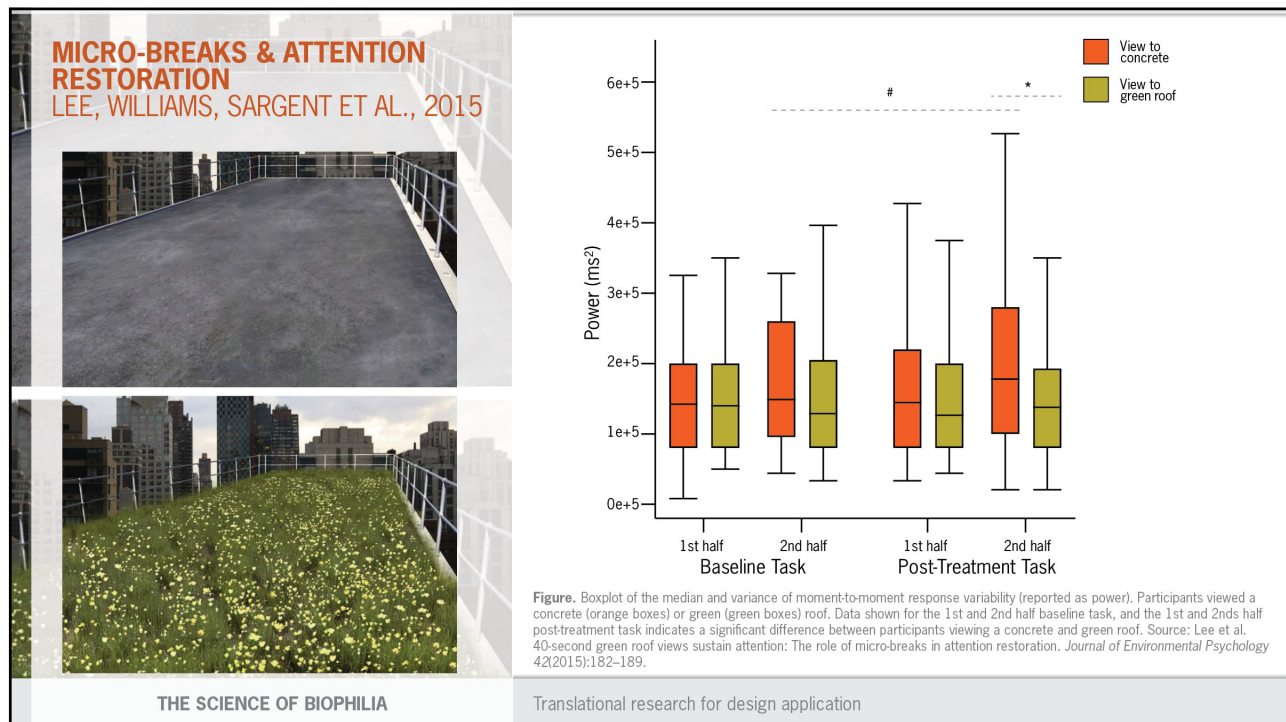 MICRO-BREAKS & ATTENTION
RESTORATION
LEE, WILLIAMS, SARGENT ET AL., 2015
THE SCIENCE OF BIOPHILIA
View to
concrete
View to
green roof
6e+5
5e+5
4e+5
3e+5
2e+5
1e+5
0e+5
Power (ms²)
#
*
1st half
2nd half
1st half
2nd half
Baseline Task
Post-Treatment Task
Figure. Boxplot of the median and variance of moment-to-moment response variability (reported as power). Participants viewed a
concrete (orange boxes) or green (green boxes) roof. Data shown for the 1st and 2nd half baseline task, and the 1st and 2nds half
post-treatment task indicates a significant difference between participants viewing a concrete and green roof. Source: Lee et al.
40-second green roof views sustain attention: The role of micro-breaks in attention restoration. Journal of Environmental Psychology
42(2015):182–189.
Translational research for design application